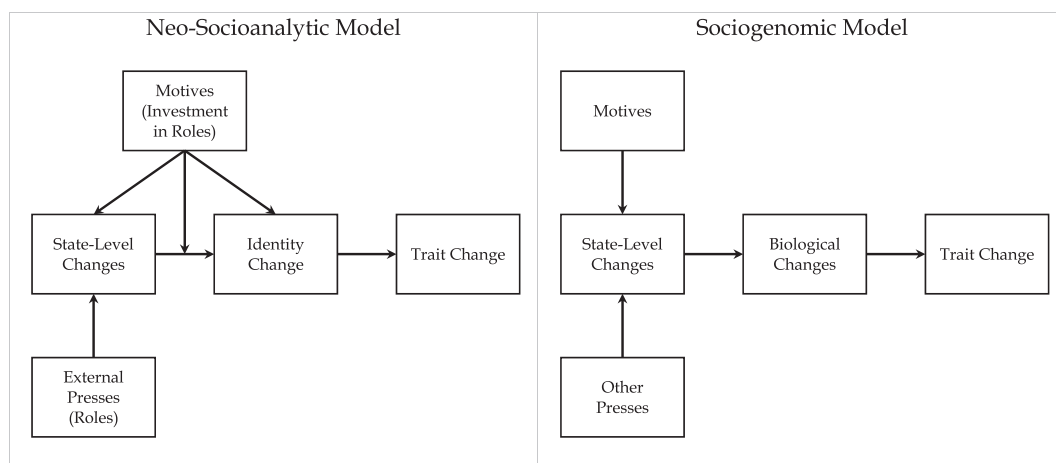 Neo-Socioanalytic Model
Motives
(Investment
in Roles)
State-Level
Changes
Identity
Change
Trait Change
External
Presses
(Roles)
Sociogenomic Model
Motives
State-Level
Changes
Biological
Changes
Trait Change
Other
Presses